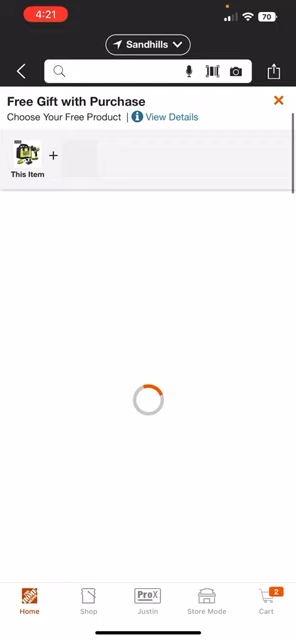 4:21
70
Sandhills
Free Gift with Purchase
Choose Your Free Product | View Details
This Item
+
Home
Shop
ProX
Justin
Store Mode
2
Cart